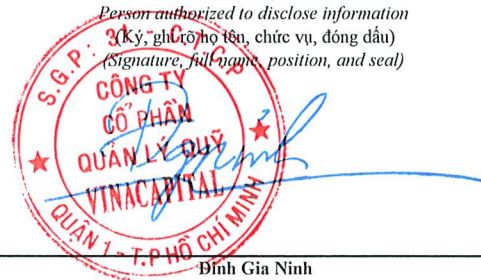 Person authorized to disclose information
(Ký, ghi rõ họ tên, chức vụ, đóng dấu)
(Signature, full name, position, and seal)
S.G.P: 31 - C.T.C.P
CÔNG TY
CỔ PHẦN
QUẢN LÝ QUỸ
VINACAPITAL
QUẬN 1 - T.P HỒ CHÍ MINH
Đinh Gia Ninh